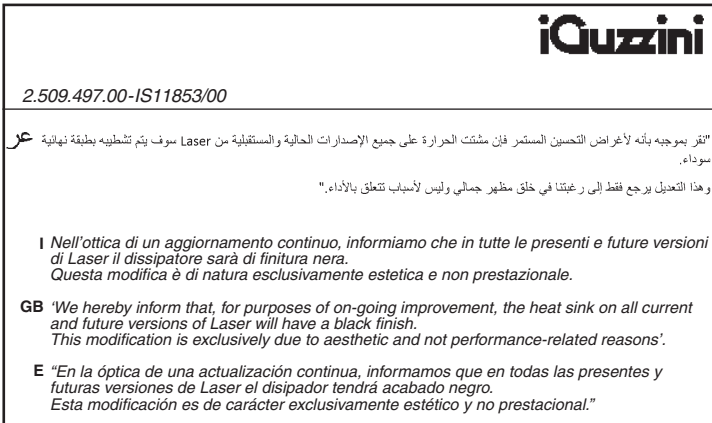 iGuzzini
2.509.497.00-IS11853/00
عر "نقر بموجبه بأنه لأغراض التحسين المستمر فإن مشتت الحرارة على جميع الإصدارات الحالية والمستقبلية من Laser سوف يتم تشطيبه بطبقة نهائية
سوداء.
وهذا التعديل يرجع فقط إلى رغبتنا في خلق مظهر جمالي وليس لأسباب تتعلق بالأداء."
I Nell'ottica di un aggiornamento continuo, informiamo che in tutte le presenti e future versioni
di Laser il dissipatore sarà di finitura nera.
Questa modifica è di natura esclusivamente estetica e non prestazionale.
GB 'We hereby inform that, for purposes of on-going improvement, the heat sink on all current
and future versions of Laser will have a black finish.
This modification is exclusively due to aesthetic and not performance-related reasons'.
E "En la óptica de una actualización continua, informamos que en todas las presentes y
futuras versiones de Laser el disipador tendrá acabado negro.
Esta modificación es de carácter exclusivamente estético y no prestacional."